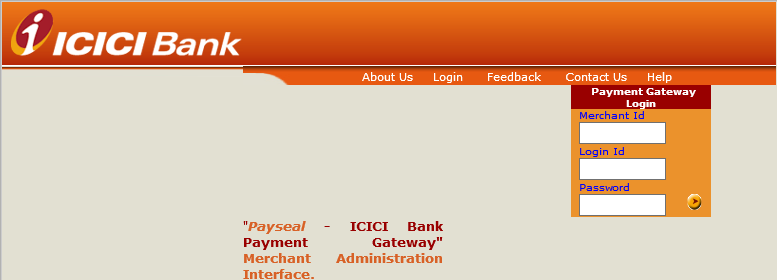 i ICICI Bank
About Us Login Feedback Contact Us Help
Payment Gateway
Login
Merchant Id
Login Id
Password
"Payseal - ICICI Bank
Payment Gateway"
Merchant Administration
Interface.